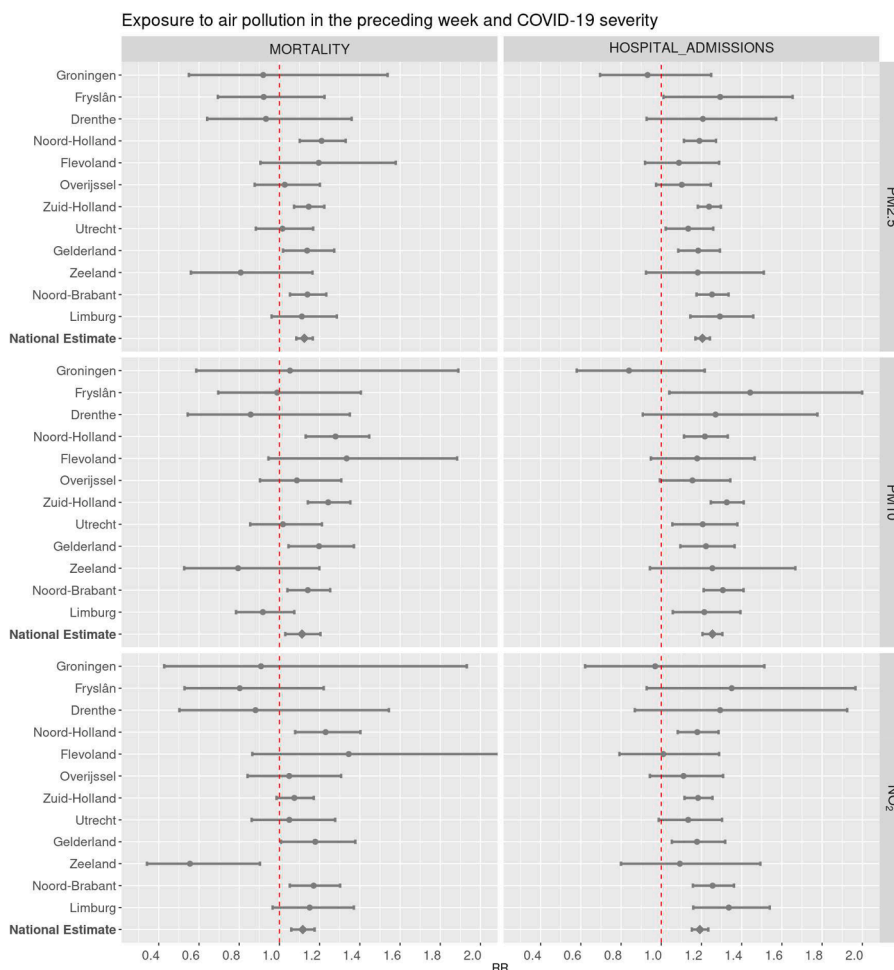 Exposure to air pollution in the preceding week and COVID-19 severity
MORTALITY
HOSPITAL_ADMISSIONS
Groningen
Fryslân
Drenthe
Noord-Holland
Flevoland
Overijssel
Zuid-Holland
Utrecht
Gelderland
Zeeland
Noord-Brabant
Limburg
National Estimate
PM2.5
Groningen
Fryslân
Drenthe
Noord-Holland
Flevoland
Overijssel
Zuid-Holland
Utrecht
Gelderland
Zeeland
Noord-Brabant
Limburg
National Estimate
PM10
Groningen
Fryslân
Drenthe
Noord-Holland
Flevoland
Overijssel
Zuid-Holland
Utrecht
Gelderland
Zeeland
Noord-Brabant
Limburg
National Estimate
NO₂
0.4 0.6 0.8 1.0 1.2 1.4 1.6 1.8 2.0 0.4 0.6 0.8 1.0 1.2 1.4 1.6 1.8 2.0
RR